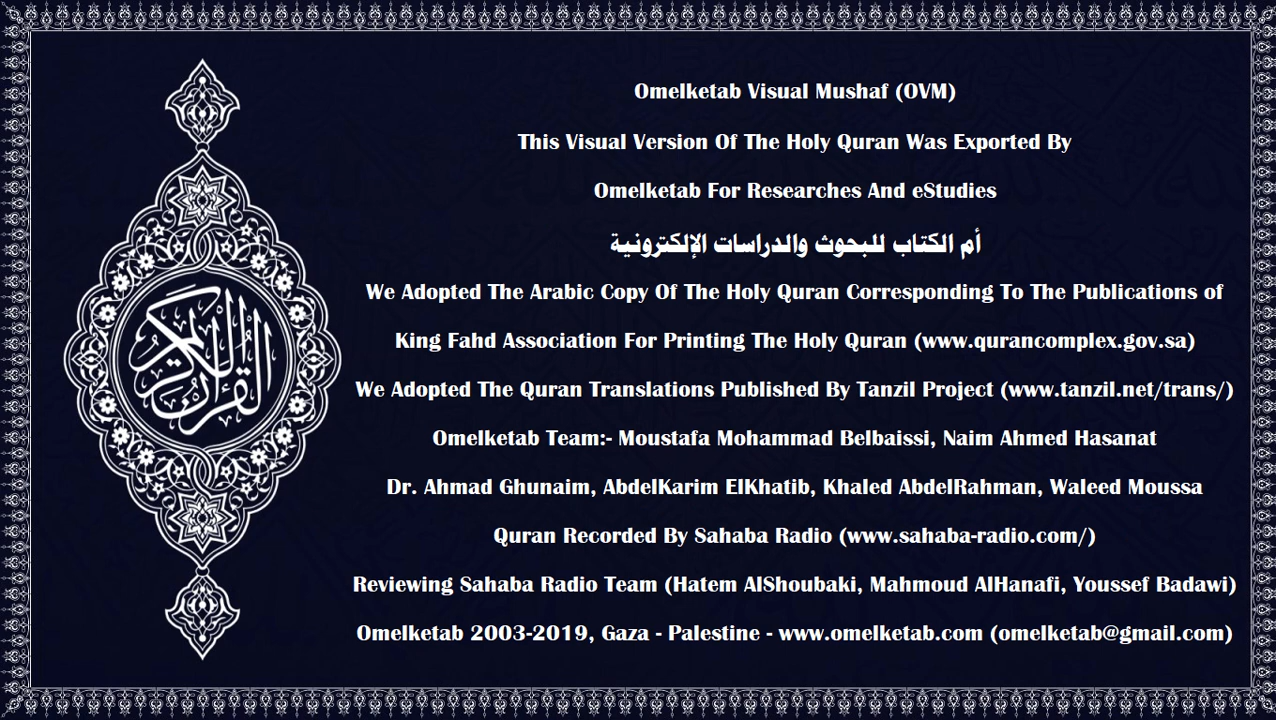 القرآن الكريم
Omelketab Visual Mushaf (OVM)
This Visual Version Of The Holy Quran Was Exported By
Omelketab For Researches And eStudies
أم الكتاب للبحوث والدراسات الإلكترونية
We Adopted The Arabic Copy Of The Holy Quran Corresponding To The Publications of
King Fahd Association For Printing The Holy Quran (www.qurancomplex.gov.sa)
We Adopted The Quran Translations Published By Tanzil Project (www.tanzil.net/trans/)
Omelketab Team:- Moustafa Mohammad Belbaissi, Naim Ahmed Hasanat
Dr. Ahmad Ghunaim, AbdelKarim ElKhatib, Khaled AbdelRahman, Waleed Moussa
Quran Recorded By Sahaba Radio (www.sahaba-radio.com/)
Reviewing Sahaba Radio Team (Hatem AlShoubaki, Mahmoud AlHanafi, Youssef Badawi)
Omelketab 2003-2019, Gaza - Palestine - www.omelketab.com (omelketab@gmail.com)